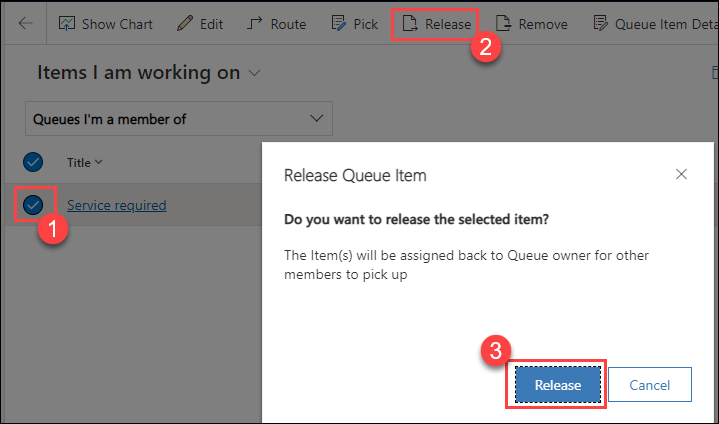 Show Chart Edit Route Pick Release Remove Queue Item Deta
2
Items I am working on
Queues I'm a member of
Title
Service required
1
Release Queue Item
Do you want to release the selected item?
The Item(s) will be assigned back to Queue owner for other
members to pick up
3
Release Cancel